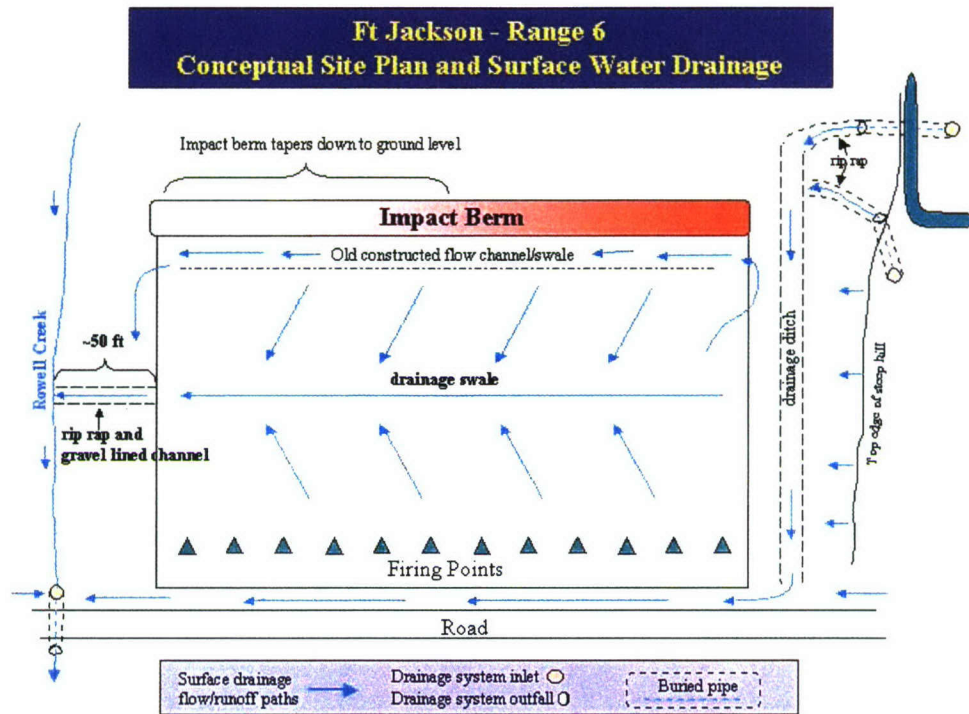 Ft Jackson - Range 6
Conceptual Site Plan and Surface Water Drainage
Impact berm tapers down to ground level
rip rap
Impact Berm
Old constructed flow channel/swale
Rowell Creek
~50 ft
drainage swale
drainage ditch
Top edge of steep hill
rip rap and
gravel lined channel
Firing Points
Road
Surface drainage
flow/runoff paths
Drainage system inlet
Drainage system outfall
Buried pipe